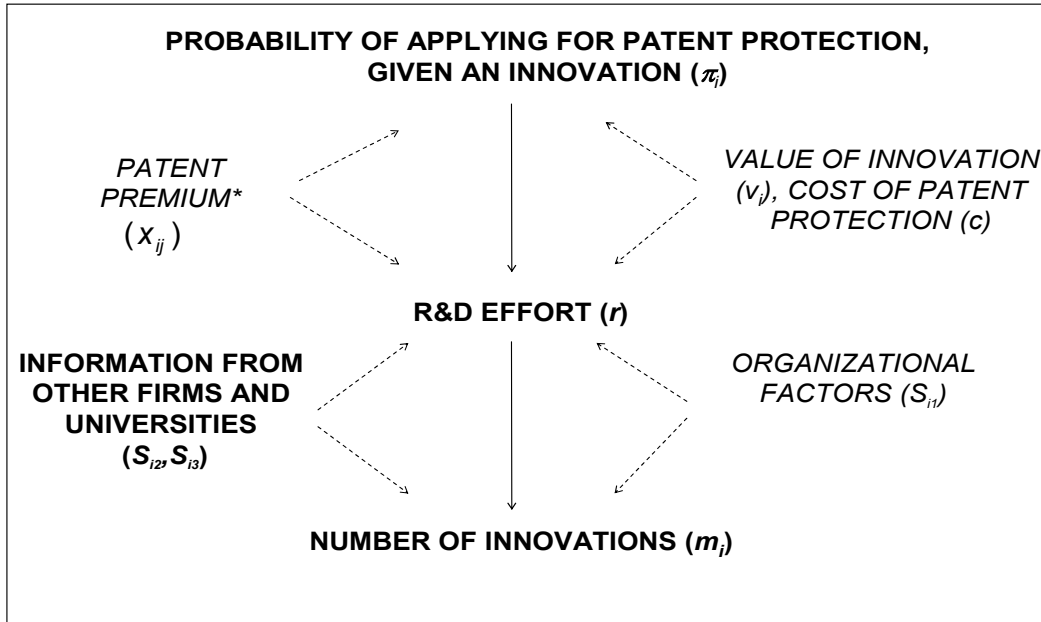 PROBABILITY OF APPLYING FOR PATENT PROTECTION,
GIVEN AN INNOVATION (πi)
PATENT
PREMIUM*
(xij)
VALUE OF INNOVATION
(vi), COST OF PATENT
PROTECTION (c)
R&D EFFORT (r)
INFORMATION FROM
OTHER FIRMS AND
UNIVERSITIES
(Si2,Si3)
ORGANIZATIONAL
FACTORS (Si1)
NUMBER OF INNOVATIONS (mi)